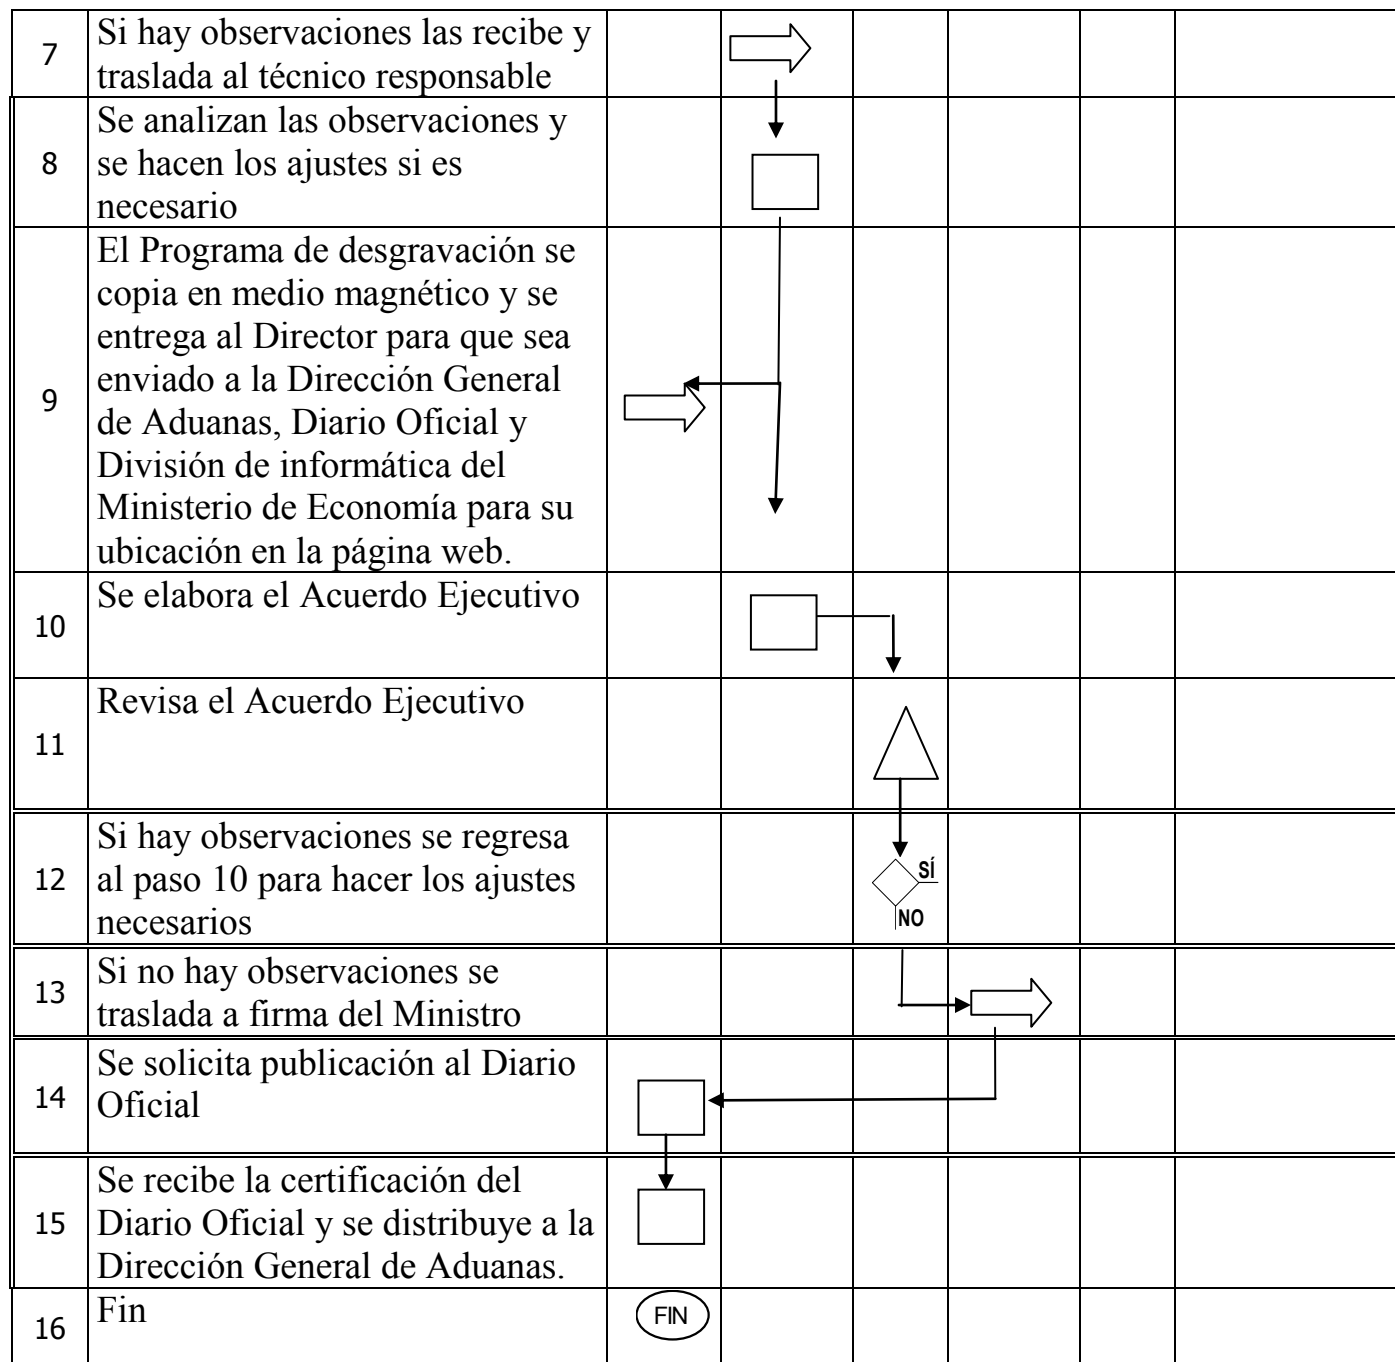 7
Si hay observaciones las recibe y
traslada al técnico responsable
8
Se analizan las observaciones y
se hacen los ajustes si es
necesario
9
El Programa de desgravación se
copia en medio magnético y se
entrega al Director para que sea
enviado a la Dirección General
de Aduanas, Diario Oficial y
División de informática del
Ministerio de Economía para su
ubicación en la página web.
10
Se elabora el Acuerdo Ejecutivo
11
Revisa el Acuerdo Ejecutivo
12
Si hay observaciones se regresa
al paso 10 para hacer los ajustes
necesarios
SÍ
NO
13
Si no hay observaciones se
traslada a firma del Ministro
14
Se solicita publicación al Diario
Oficial
15
Se recibe la certificación del
Diario Oficial y se distribuye a la
Dirección General de Aduanas.
16
Fin
FIN